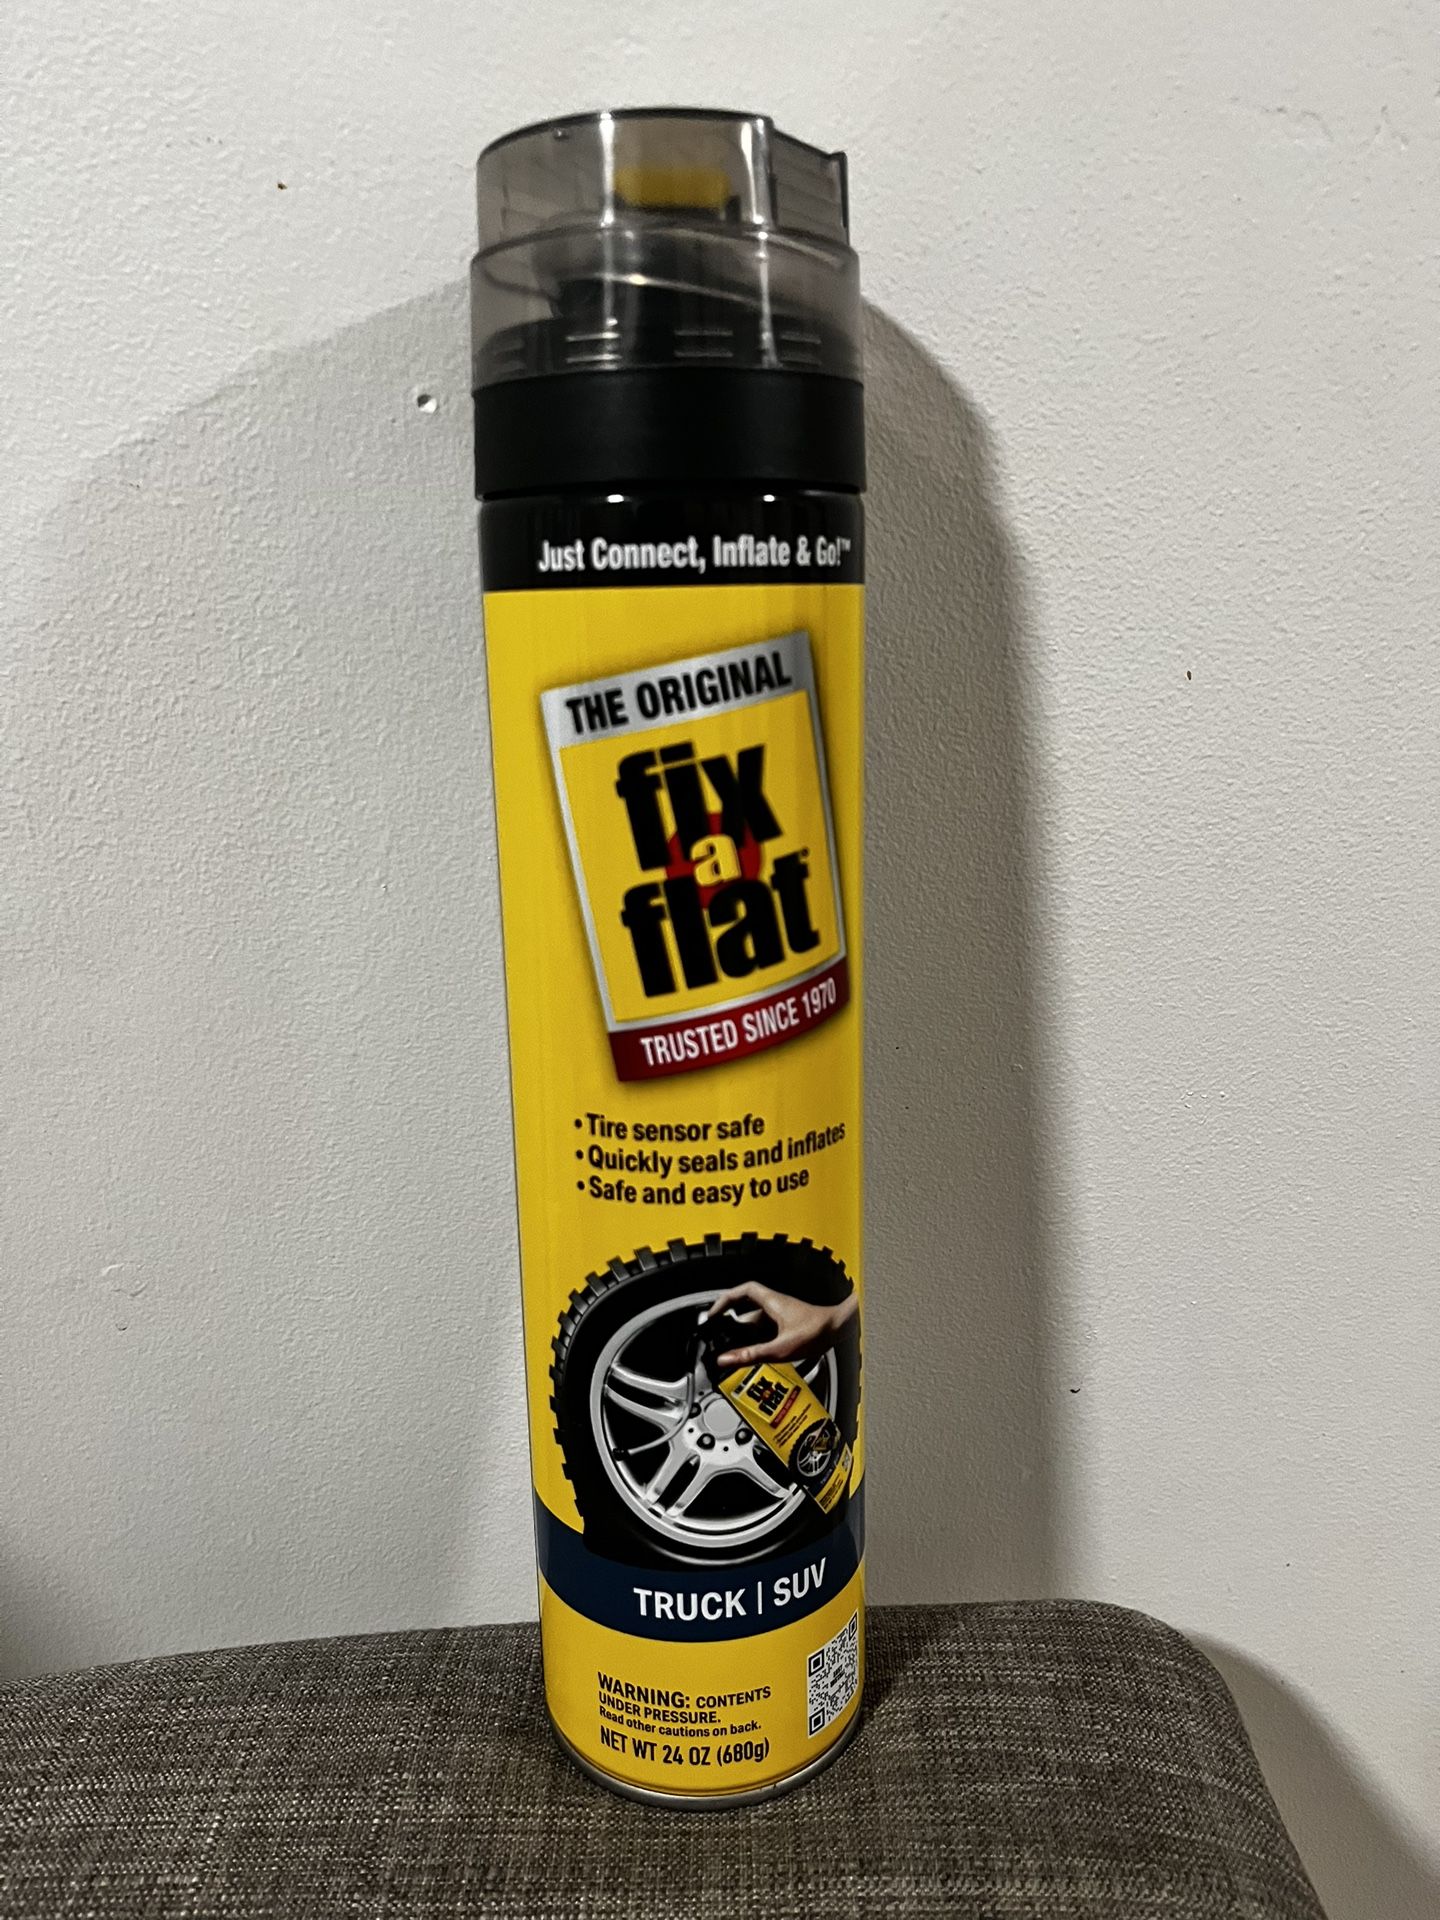 Just Connect, Inflate & Go!™
THE ORIGINAL
fix
a
flat®
TRUSTED SINCE 1970
• Tire sensor safe
• Quickly seals and inflates
• Safe and easy to use
fix
a
flat
TRUCK | SUV
WARNING: CONTENTS
UNDER PRESSURE.
Read other cautions on back.
NET WT 24 OZ (680g)